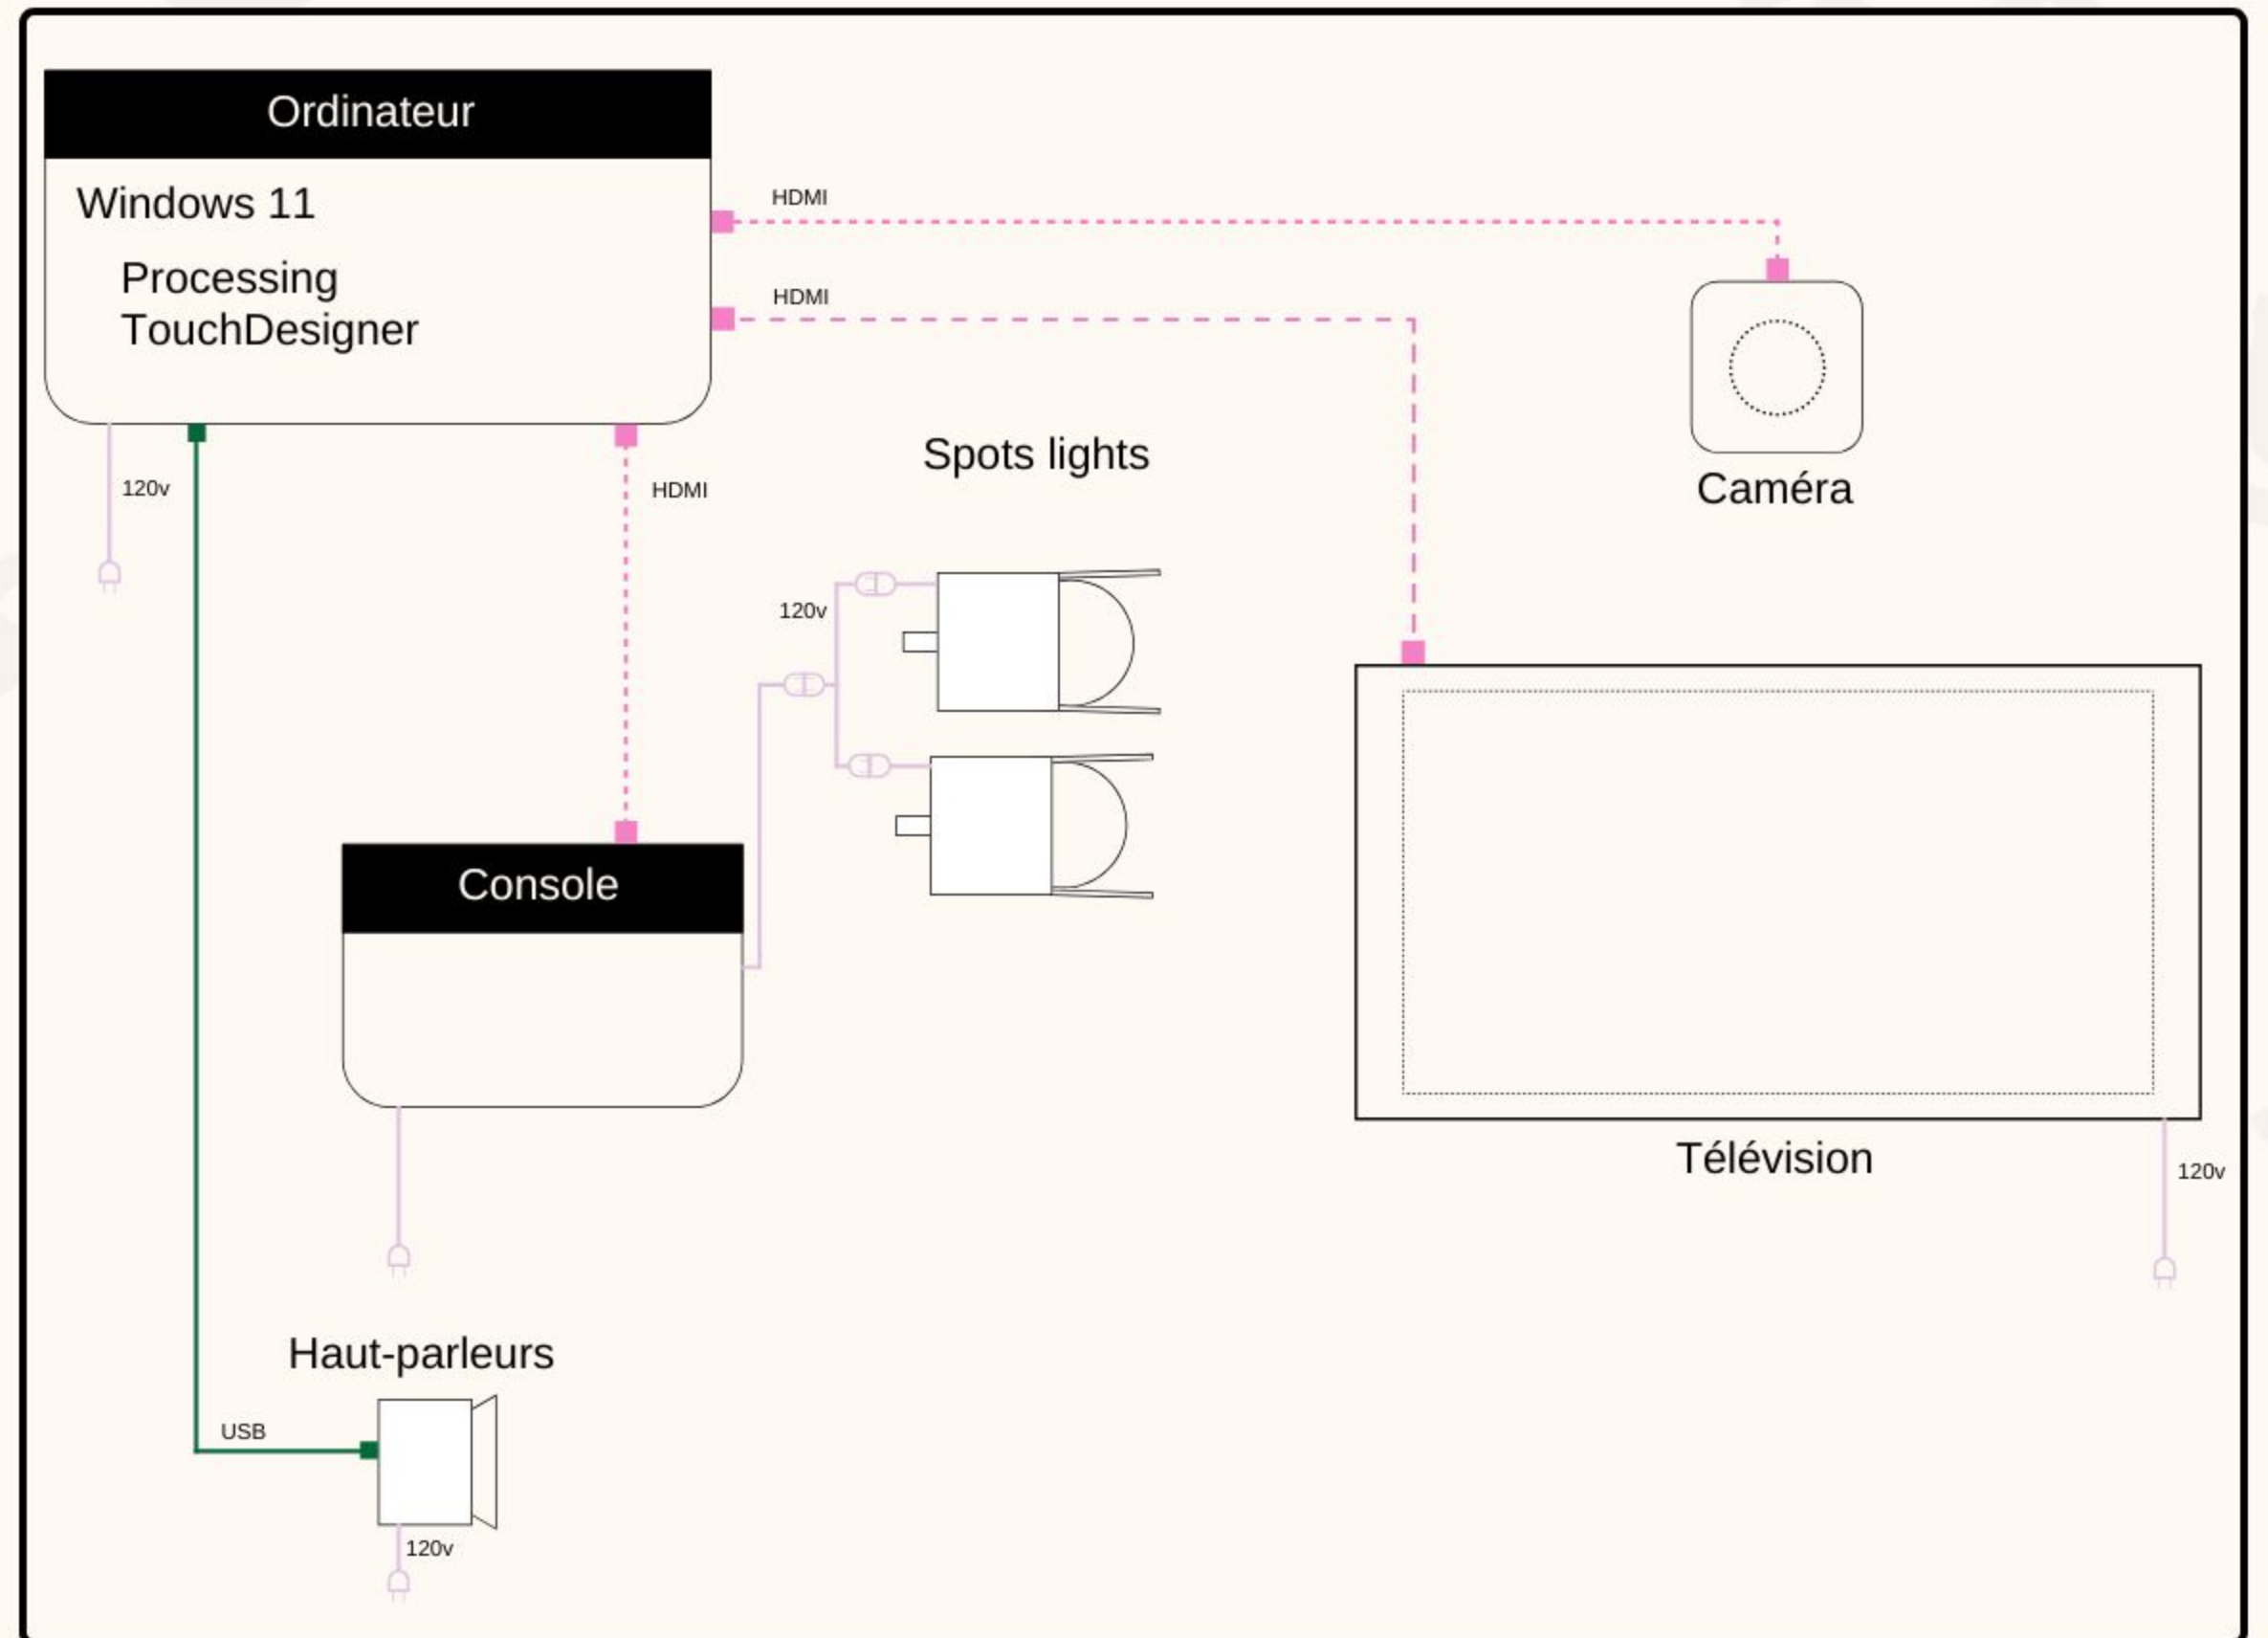 Ordinateur
Windows 11
Processing
TouchDesigner
HDMI
HDMI
120v
HDMI
Spots lights
Caméra
120v
Console
Télévision
120v
Haut-parleurs
USB
120v